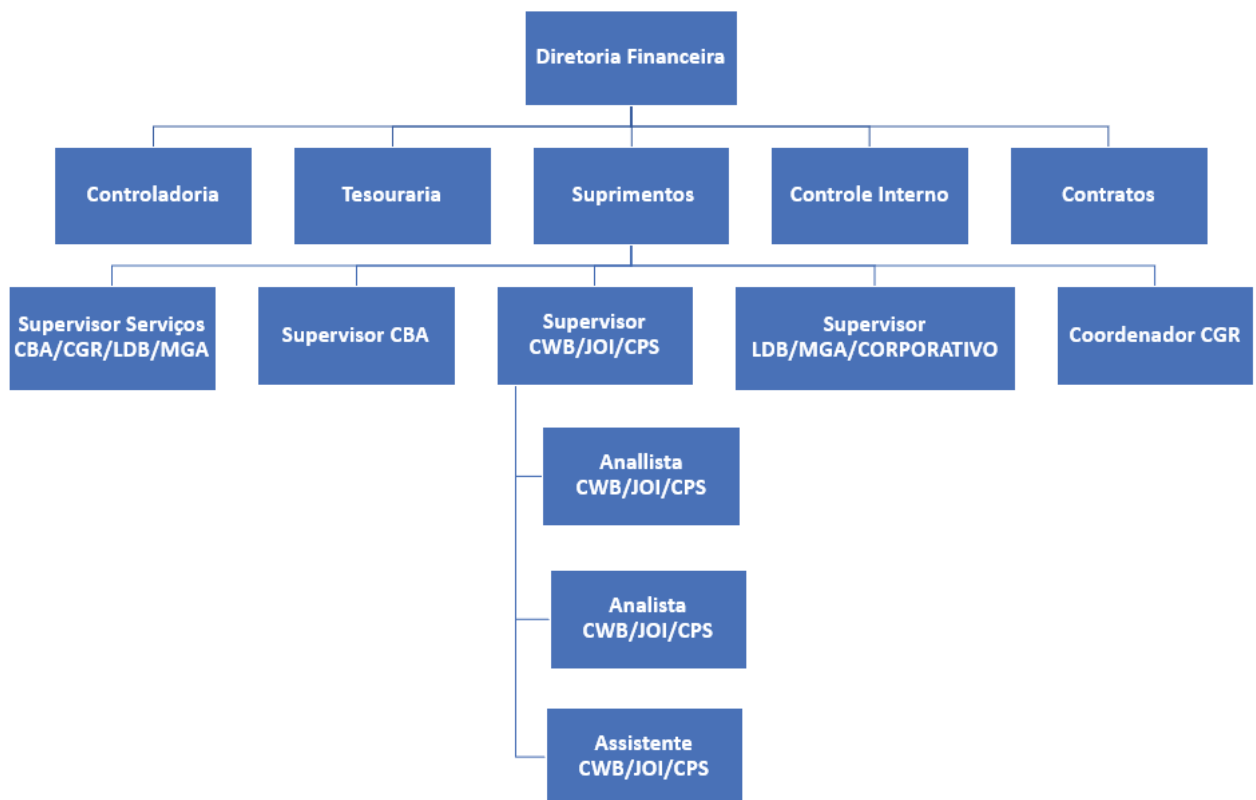 Diretoria Financeira
Controladoria
Tesouraria
Suprimentos
Controle Interno
Contratos
Supervisor Serviços
CBA/CGR/LDB/MGA
Supervisor CBA
Supervisor
CWB/JOI/CPS
Supervisor
LDB/MGA/CORPORATIVO
Coordenador CGR
Anallista
CWB/JOI/CPS
Analista
CWB/JOI/CPS
Assistente
CWB/JOI/CPS